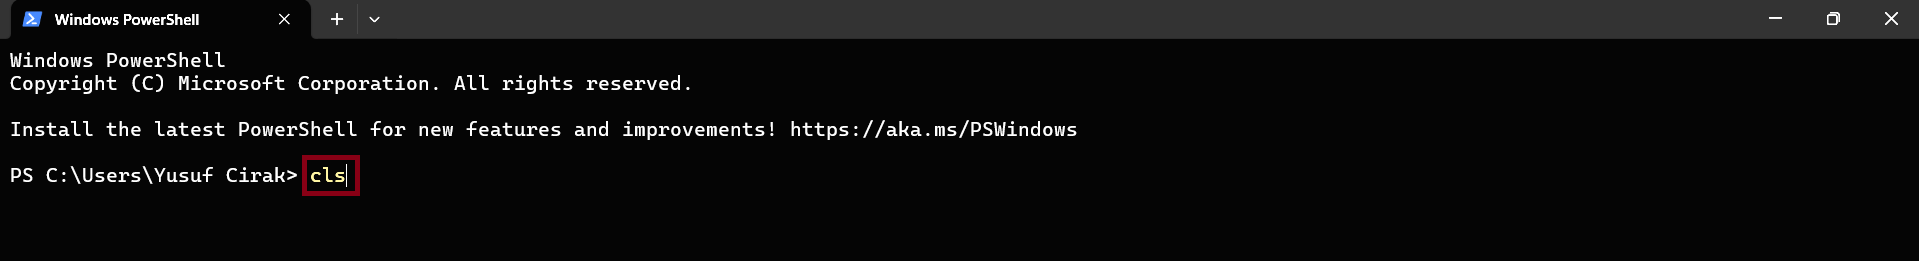 Windows PowerShell
Windows PowerShell
Copyright (C) Microsoft Corporation. All rights reserved.
Install the latest PowerShell for new features and improvements! https://aka.ms/PSWindows
PS C:\Users\Yusuf Cirak> cls